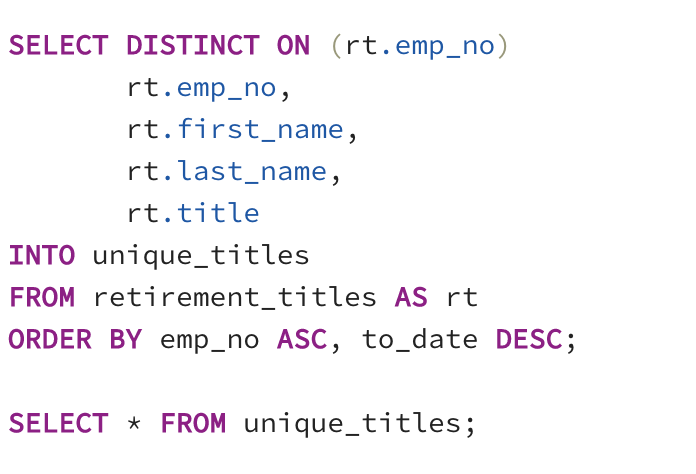 SELECT DISTINCT ON (rt.emp_no)
       rt.emp_no,
       rt.first_name,
       rt.last_name,
       rt.title
INTO unique_titles
FROM retirement_titles AS rt
ORDER BY emp_no ASC, to_date DESC;

SELECT * FROM unique_titles;